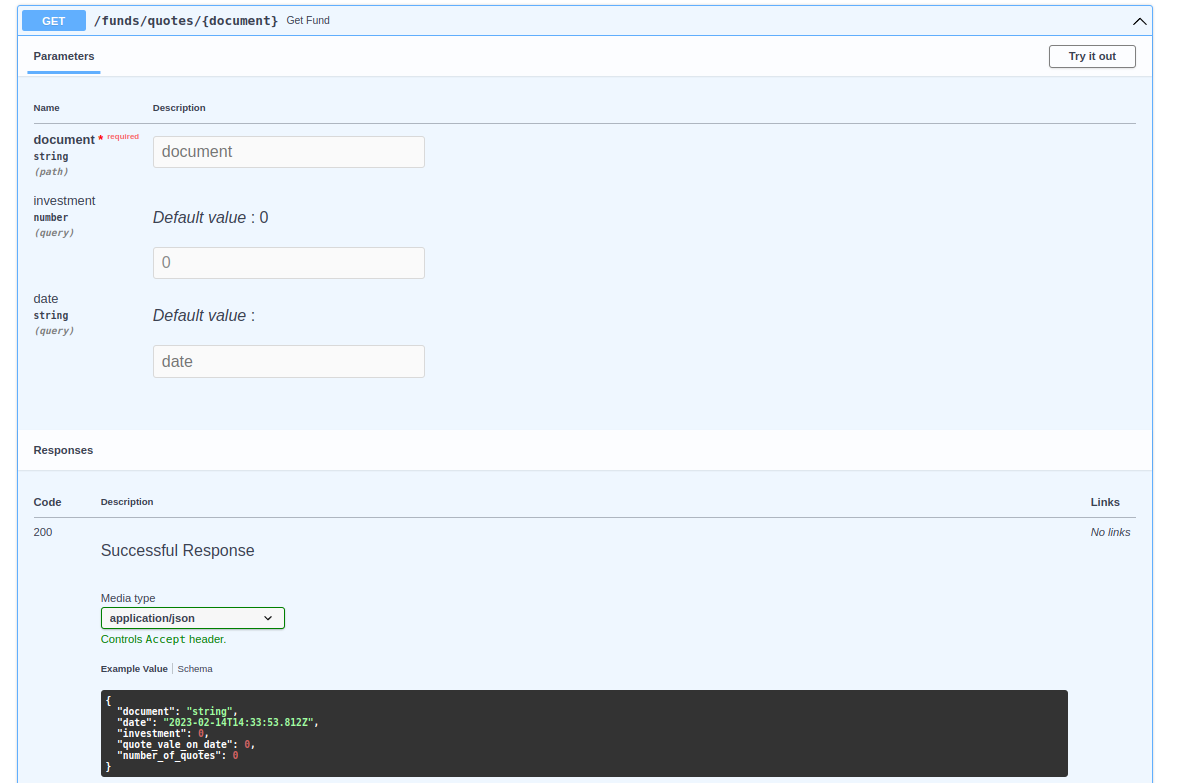 GET /funds/quotes/{document} Get Fund
Parameters Try it out
Name Description
document * required
string
(path)
document
investment
number
(query)
Default value : 0
0
date
string
(query)
Default value :
date
Responses
Code Description Links
200
Successful Response
No links
Media type
application/json
Controls Accept header.
Example Value Schema
{
"document": "string",
"date": "2023-02-14T14:33:53.812Z",
"investment": 0,
"quote_vale_on_date": 0,
"number_of_quotes": 0
}